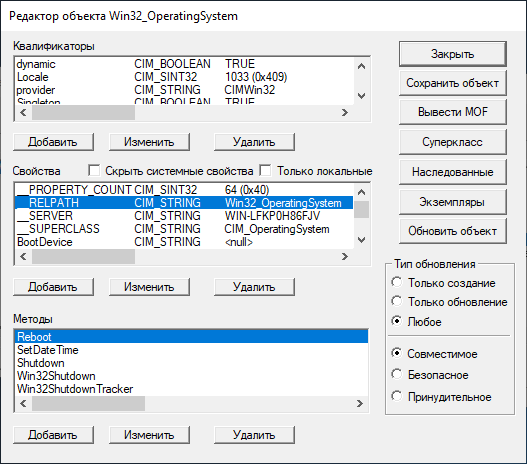 Редактор объекта Win32_OperatingSystem
Квалификаторы
dynamic CIM_BOOLEAN TRUE
Locale CIM_SINT32 1033 (0x409)
provider CIM_STRING CIMWin32
Singleton CIM_BOOLEAN TRUE
Добавить Изменить Удалить
Свойства Скрыть системные свойства Только локальные
__PROPERTY_COUNT CIM_SINT32 64 (0x40)
__RELPATH CIM_STRING Win32_OperatingSystem
__SERVER CIM_STRING WIN-LFKP0H86FJV
__SUPERCLASS CIM_STRING CIM_OperatingSystem
BootDevice CIM_STRING <null>
Добавить Изменить Удалить
Методы
Reboot
SetDateTime
Shutdown
Win32Shutdown
Win32ShutdownTracker
Добавить Изменить Удалить
Закрыть
Сохранить объект
Вывести MOF
Суперкласс
Наследованные
Экземпляры
Обновить объект
Тип обновления
Только создание
Только обновление
Любое
Совместимое
Безопасное
Принудительное